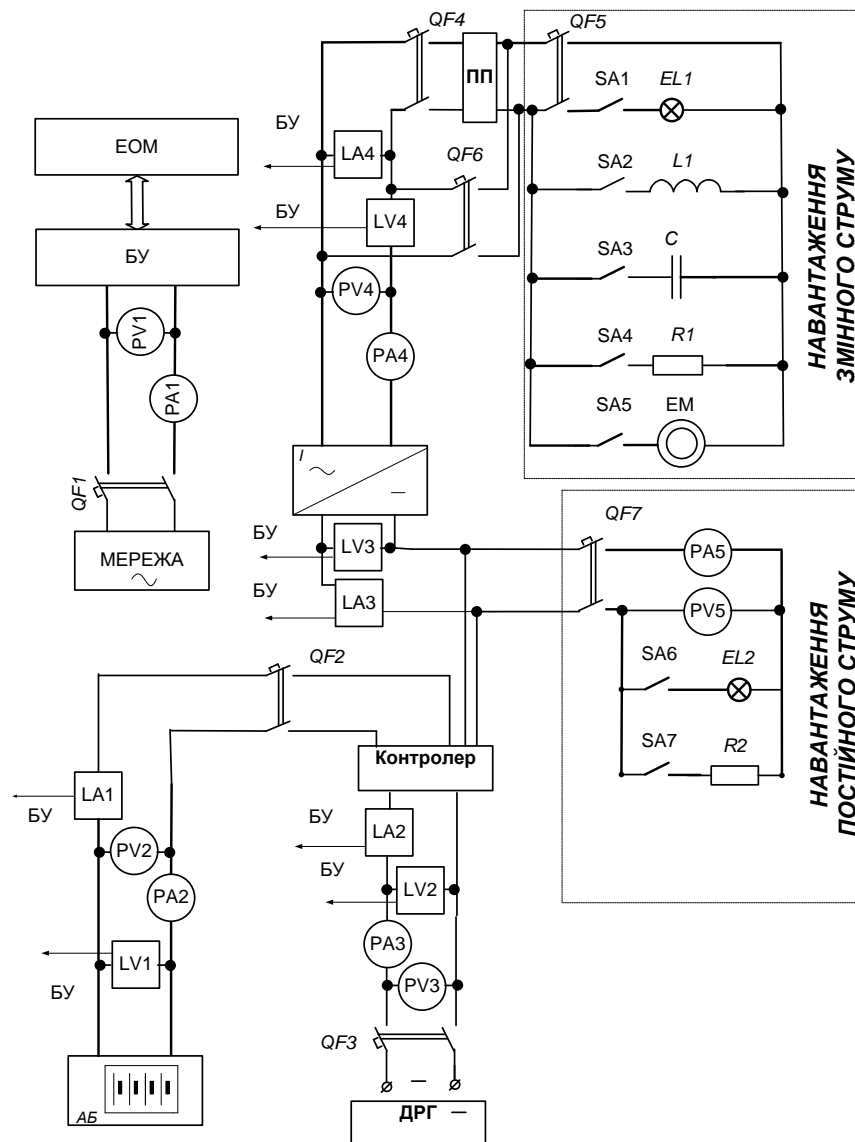 QF4
QF5
ПП
SA1
EL1
БУ
LA4
QF6
ЕОМ
SA2
L1
БУ
LV4
БУ
SA3
C
PV4
PV1
PA4
SA4
R1
PA1
SA5
ЕМ
НАВАНТАЖЕННЯ
ЗМІННОГО СТРУМУ
I
QF1
QF7
БУ
LV3
PA5
МЕРЕЖА
БУ
LA3
PV5
SA6
EL2
QF2
SA7
R2
НАВАНТАЖЕННЯ
ПОСТІЙНОГО СТРУМУ
Контролер
LA1
БУ
LA2
БУ
PV2
БУ
LV2
PA2
PA3
LV1
БУ
PV3
QF3
АБ
ДРГ